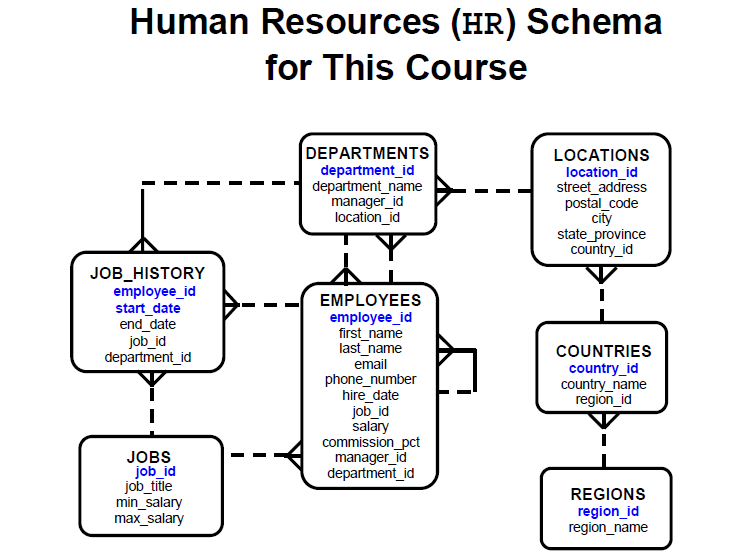 Human Resources (HR) Schema
for This Course
DEPARTMENTS
department_id
department_name
manager_id
location_id
LOCATIONS
location_id
street_address
postal_code
city
state_province
country_id
JOB_HISTORY
employee_id
start_date
end_date
job_id
department_id
EMPLOYEES
employee_id
first_name
last_name
email
phone_number
hire_date
job_id
salary
commission_pct
manager_id
department_id
COUNTRIES
country_id
country_name
region_id
JOBS
job_id
job_title
min_salary
max_salary
REGIONS
region_id
region_name